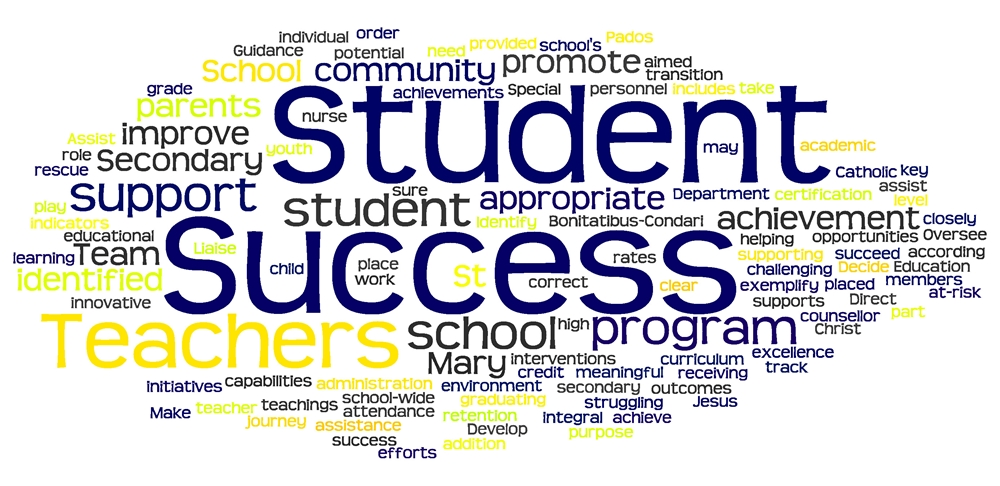 individual order
Guidance potential need provided school's Pados
School community promote aimed
transition
grade achievements Special personnel includes take
parents Student
nurse
Assist improve youth may academic
role Secondary
rescue Catholic key
support sure appropriate Department certification assist
play level
indicators student identify Bonitatibus-Condari achievement closely
educational helping opportunities Oversee
learning Team Liaise Success supporting succeed according
identified child place St rates challenging Decide Education
work correct clear exemplify placed members
innovative supports Direct at-risk
Teachers school high program counsellor part
Christ
Mary interventions curriculum excellence
credit meaningful receiving track
initiatives capabilities administration environment secondary outcomes
Make teacher teachings school-wide graduating struggling Jesus
attendance
journey assistance retention integral achieve
success Develop purpose
efforts addition